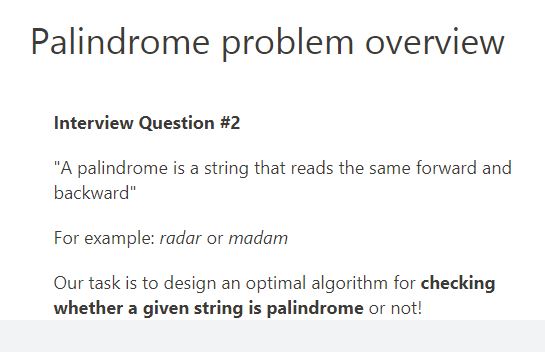 Palindrome problem overview
Interview Question #2
"A palindrome is a string that reads the same forward and
backward"
For example: radar or madam
Our task is to design an optimal algorithm for checking
whether a given string is palindrome or not!